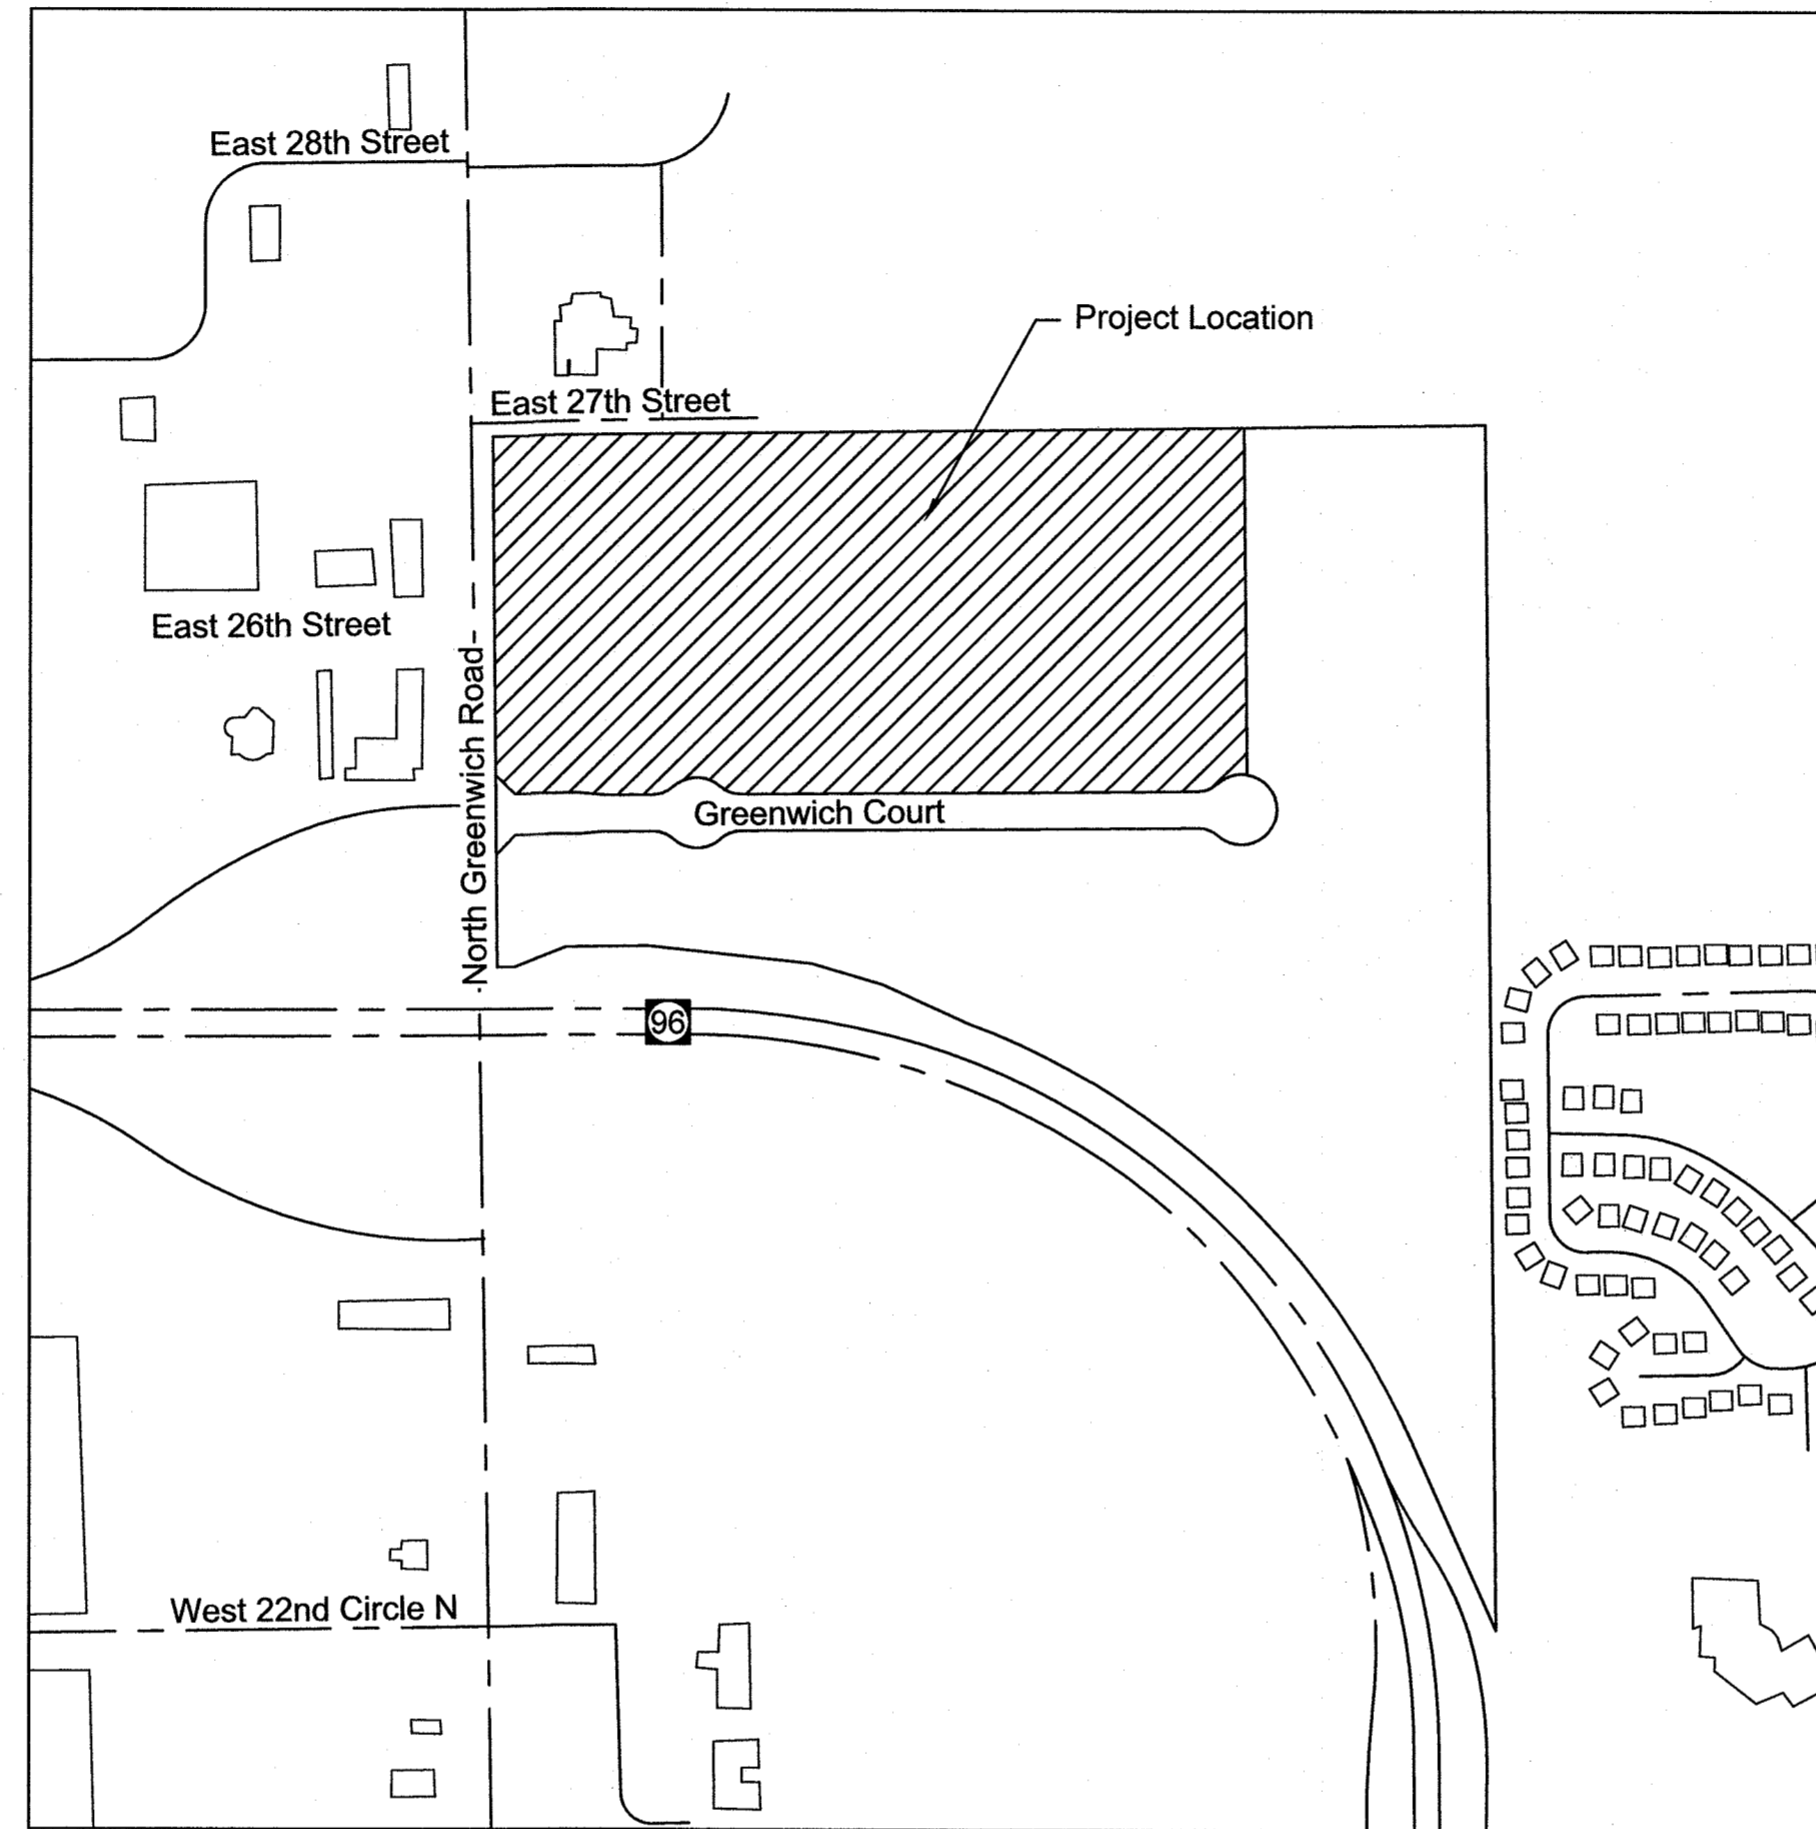 East 28th Street
Project Location
East 27th Street
East 26th Street
North Greenwich Road
Greenwich Court
96
West 22nd Circle N